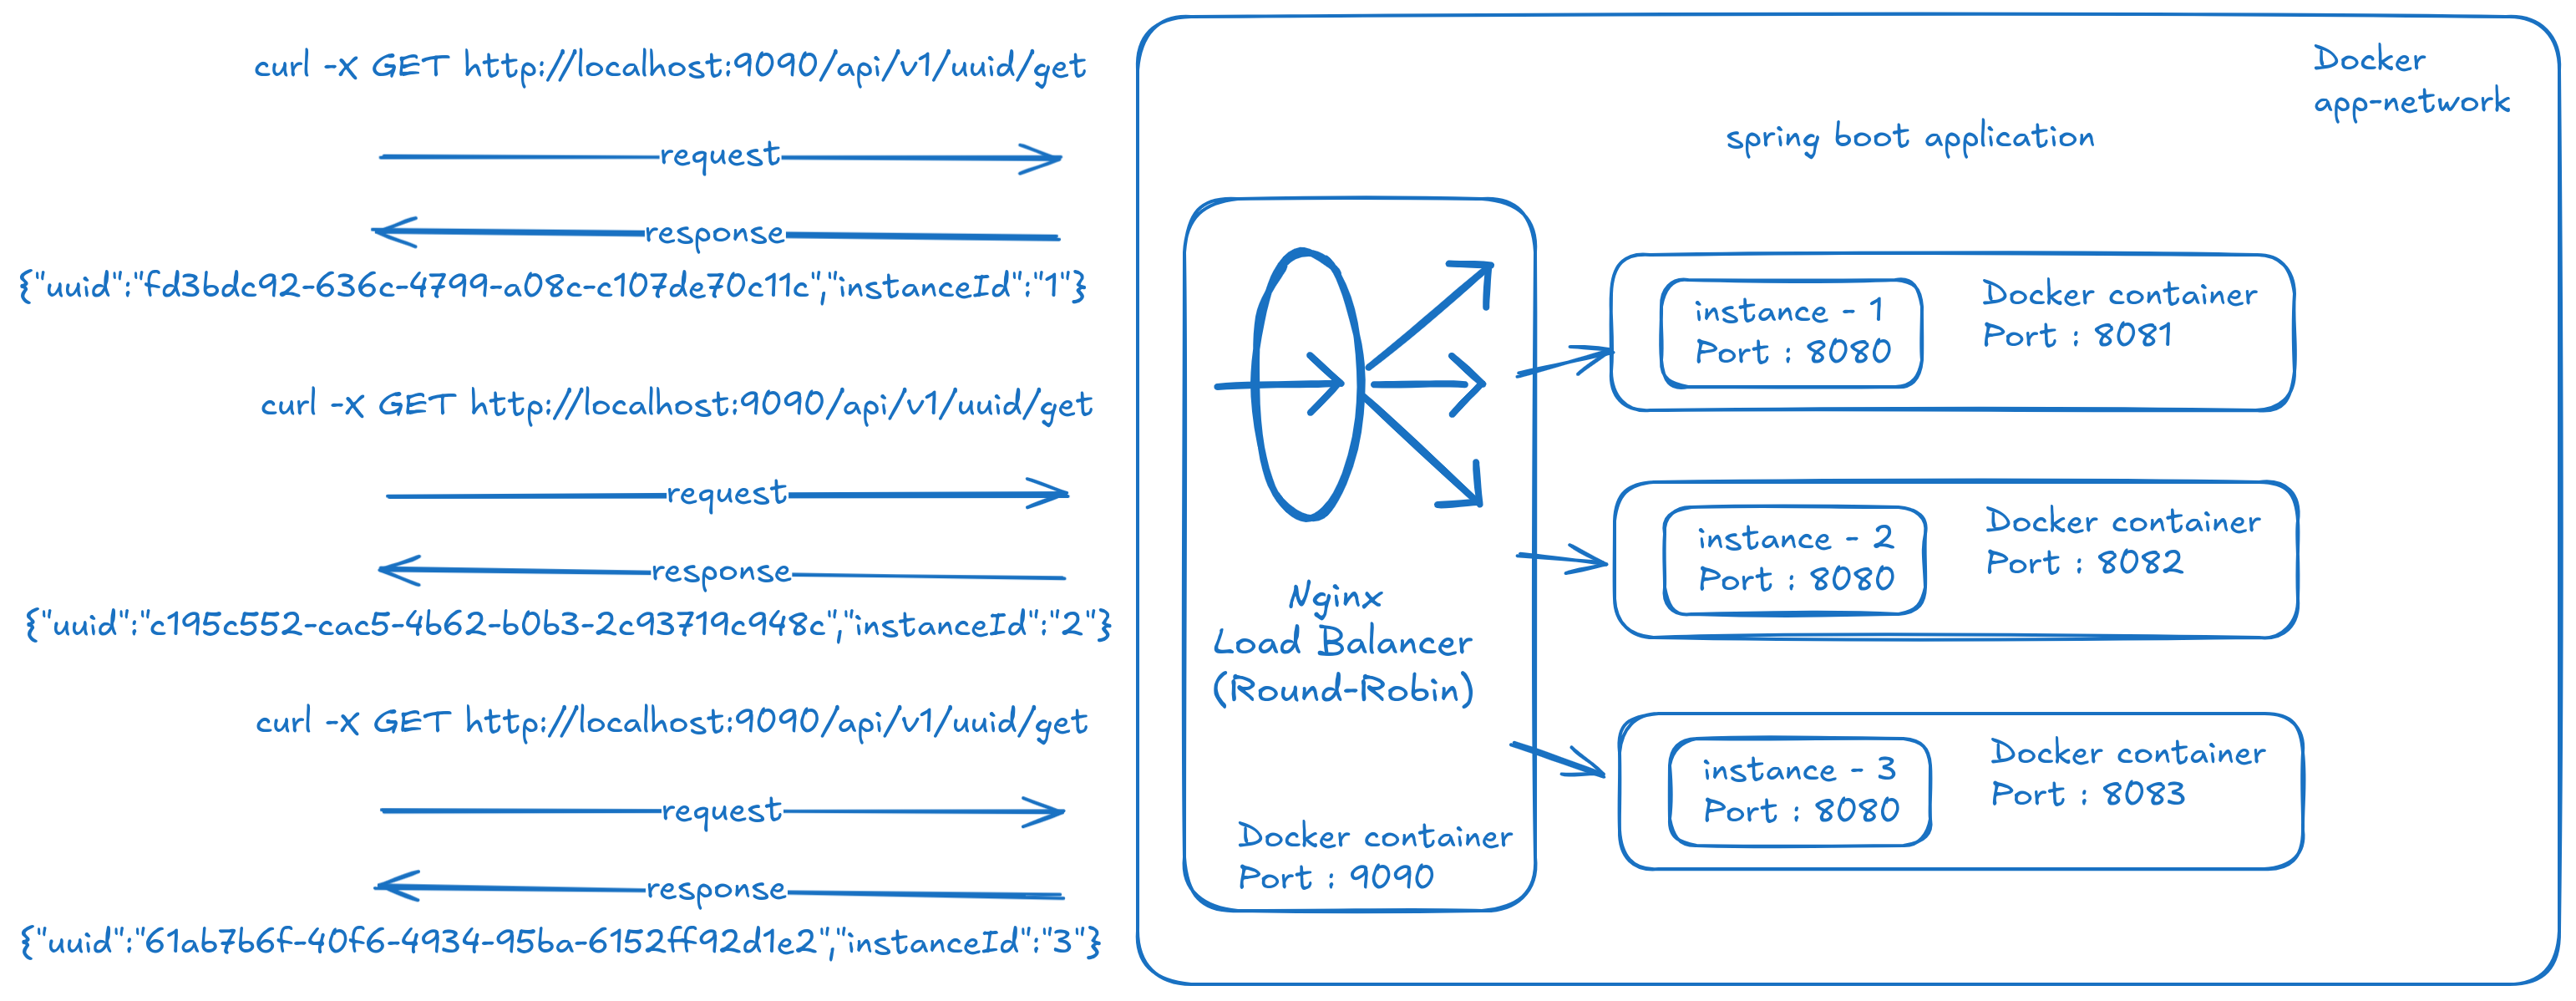 curl -X GET http://localhost:9090/api/v1/uuid/get
request
response
{"uuid":"fd3bdc92-636c-4799-a08c-c107de70c11c","instanceId":"1"}
curl -X GET http://localhost:9090/api/v1/uuid/get
request
response
{"uuid":"c195c552-cac5-4b62-b0b3-2c93719c948c","instanceId":"2"}
curl -X GET http://localhost:9090/api/v1/uuid/get
request
response
{"uuid":"61ab7b6f-40f6-4934-95ba-6152ff92d1e2","instanceId":"3"}
Docker
app-network
spring boot application
Nginx
Load Balancer
(Round-Robin)
Docker container
Port : 9090
instance - 1
Port : 8080
Docker container
Port : 8081
instance - 2
Port : 8080
Docker container
Port : 8082
instance - 3
Port : 8080
Docker container
Port : 8083